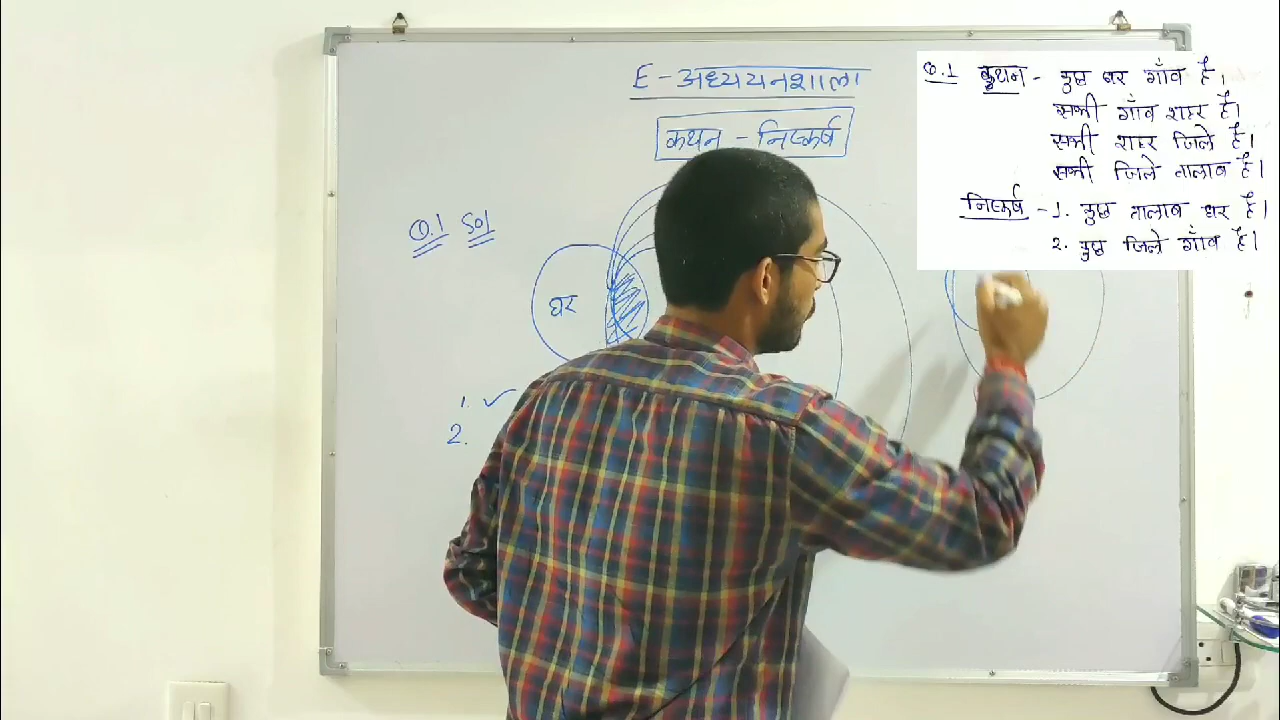 E-अध्ययनशाला
कथन - निष्कर्ष
Q.1 Sol
घर
1. ✓
2.
Q.1 कथन - कुछ घर गाँव है।
सभी गाँव शहर है।
सभी शहर जिले है।
सभी जिले तालाब है।
निष्कर्ष - 1. कुछ तालाब घर है।
2. कुछ जिले गाँव है।